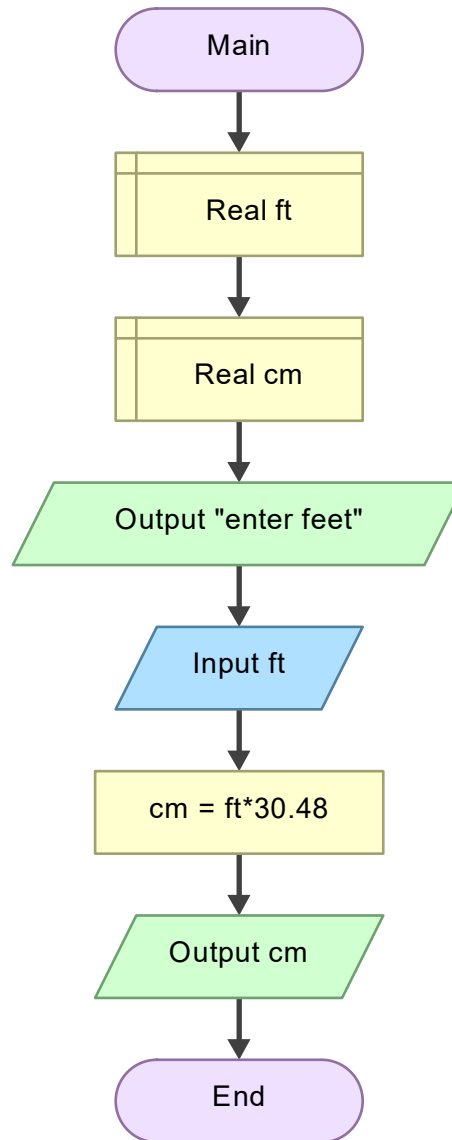 Main
Real ft
Real cm
Output "enter feet"
Input ft
cm = ft*30.48
Output cm
End